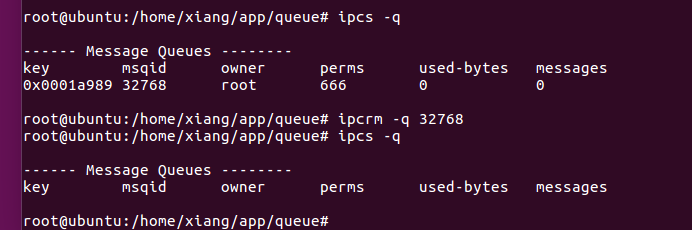 root@ubuntu:/home/xiang/app/queue# ipcs -q
------ Message Queues --------
key msqid owner perms used-bytes messages
0x0001a989 32768 root 666 0 0
root@ubuntu:/home/xiang/app/queue# ipcrm -q 32768
root@ubuntu:/home/xiang/app/queue# ipcs -q
------ Message Queues --------
key msqid owner perms used-bytes messages
root@ubuntu:/home/xiang/app/queue#